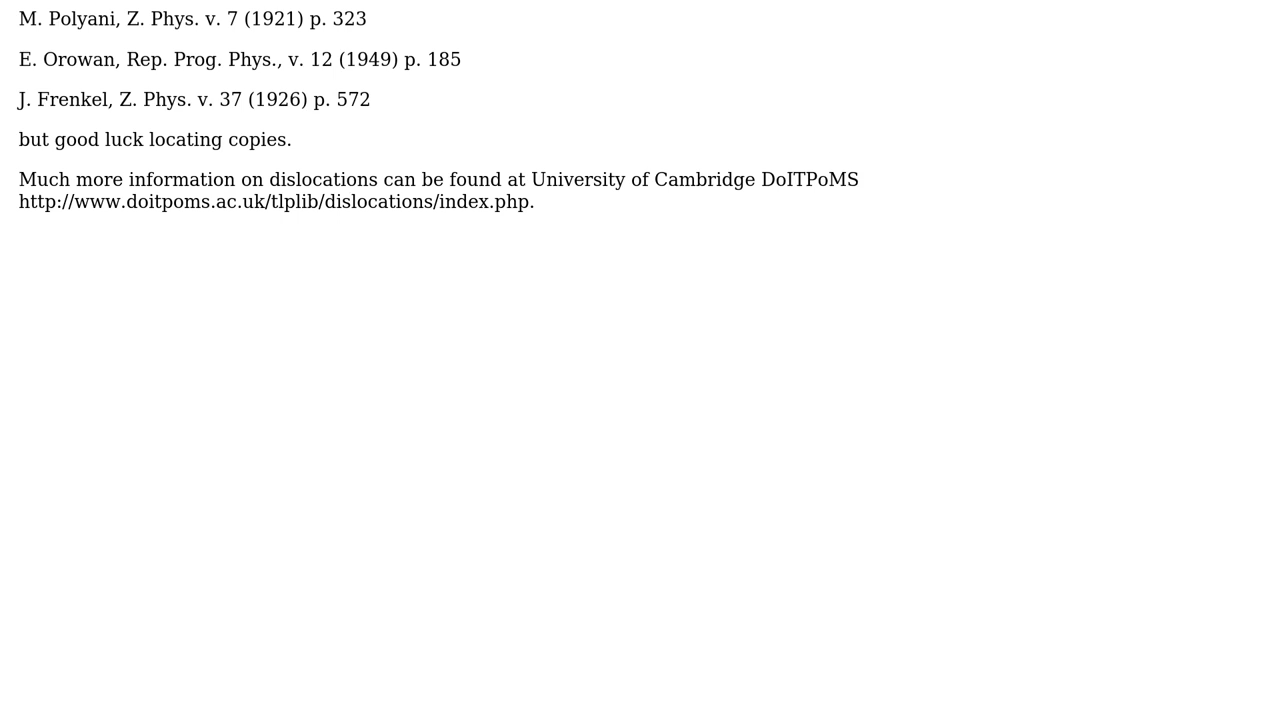 M. Polyani, Z. Phys. v. 7 (1921) p. 323
E. Orowan, Rep. Prog. Phys., v. 12 (1949) p. 185
J. Frenkel, Z. Phys. v. 37 (1926) p. 572
but good luck locating copies.
Much more information on dislocations can be found at University of Cambridge DoITPoMS
http://www.doitpoms.ac.uk/tlplib/dislocations/index.php.